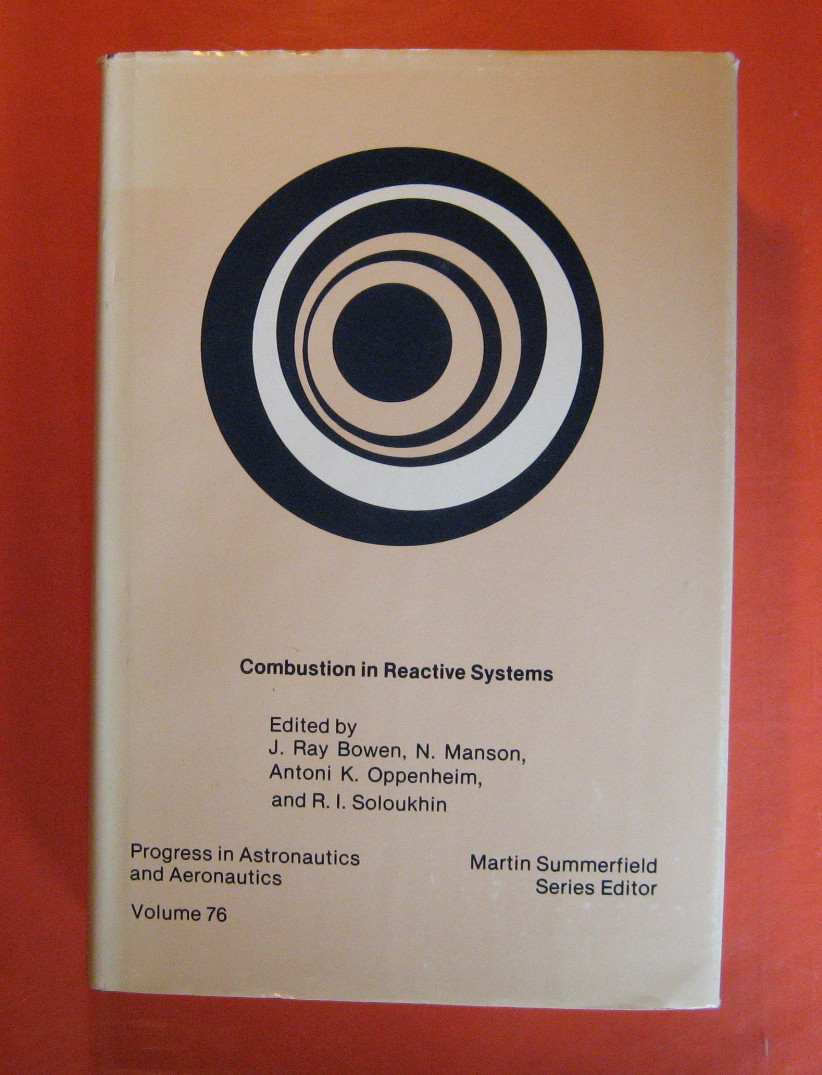 Combustion in Reactive Systems
Edited by
J. Ray Bowen, N. Manson,
Antoni K. Oppenheim,
and R. I. Soloukhin
Progress in Astronautics
and Aeronautics
Volume 76
Martin Summerfield
Series Editor